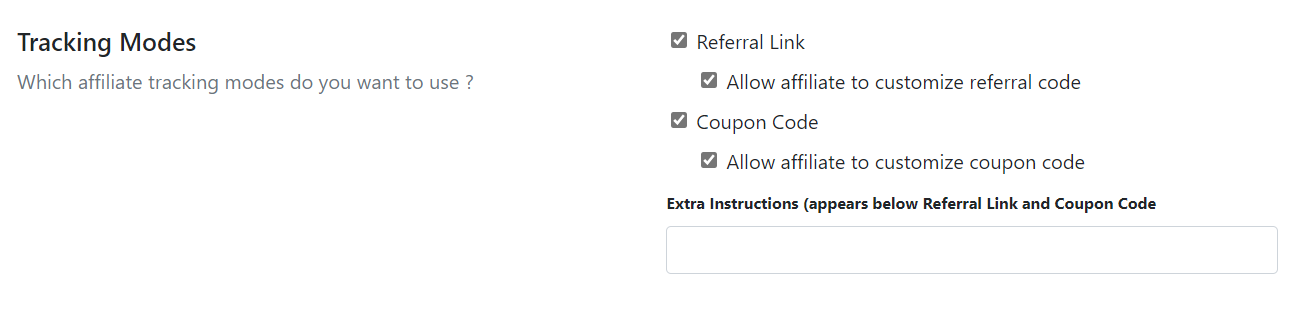 Tracking Modes
Which affiliate tracking modes do you want to use ?
Referral Link
Allow affiliate to customize referral code
Coupon Code
Allow affiliate to customize coupon code
Extra Instructions (appears below Referral Link and Coupon Code